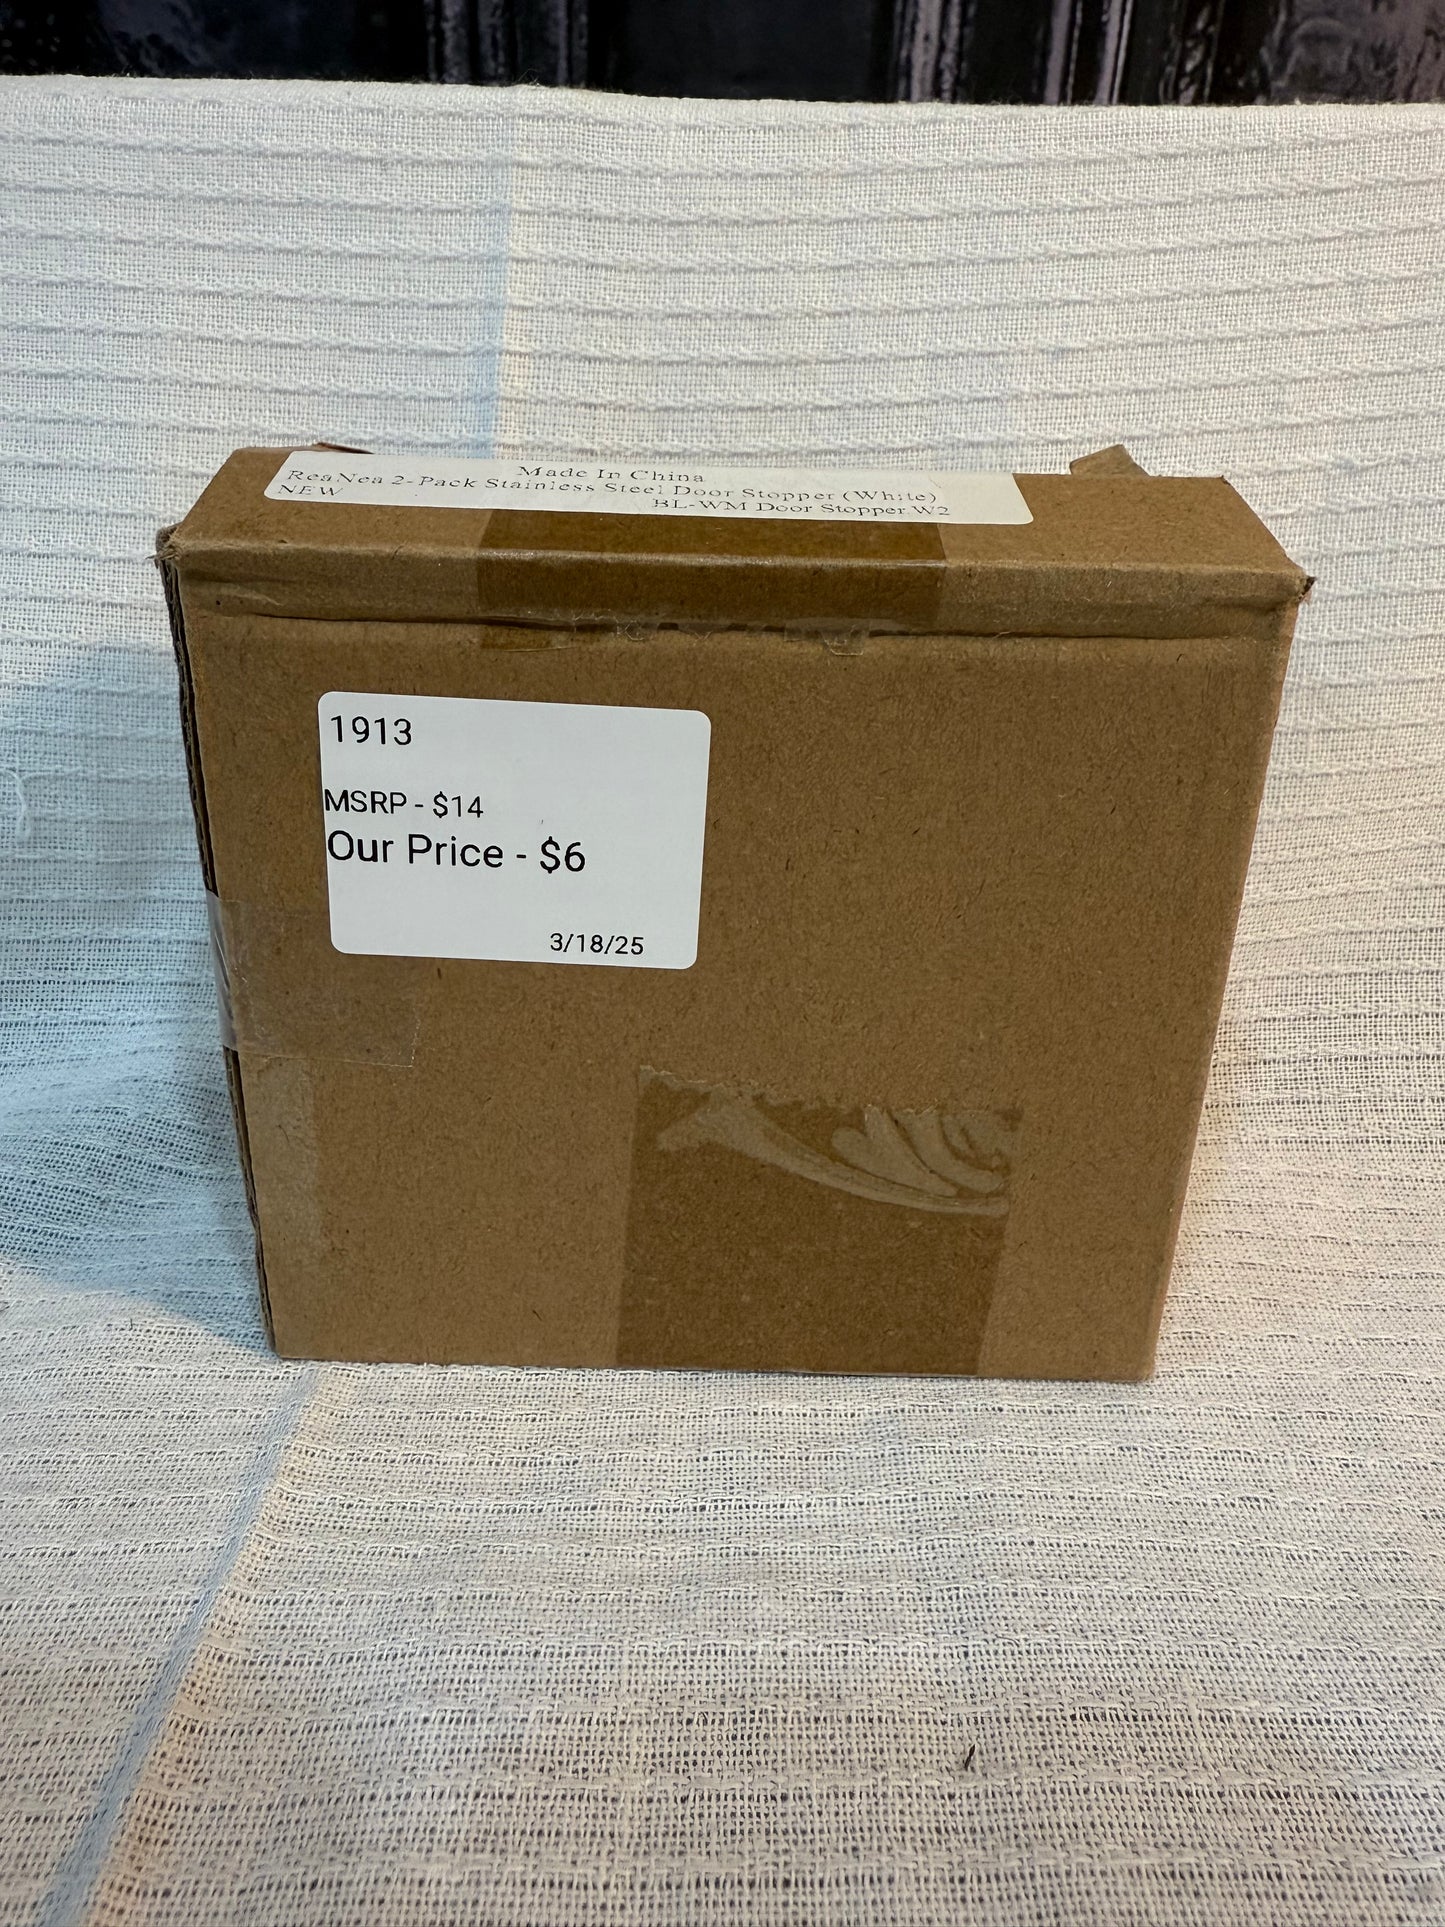 Made In China
ReaNea 2-Pack Stainless Steel Door Stopper (White)
NEW
BL-WM Door Stopper.W2
1913
MSRP - $14
Our Price - $6
3/18/25